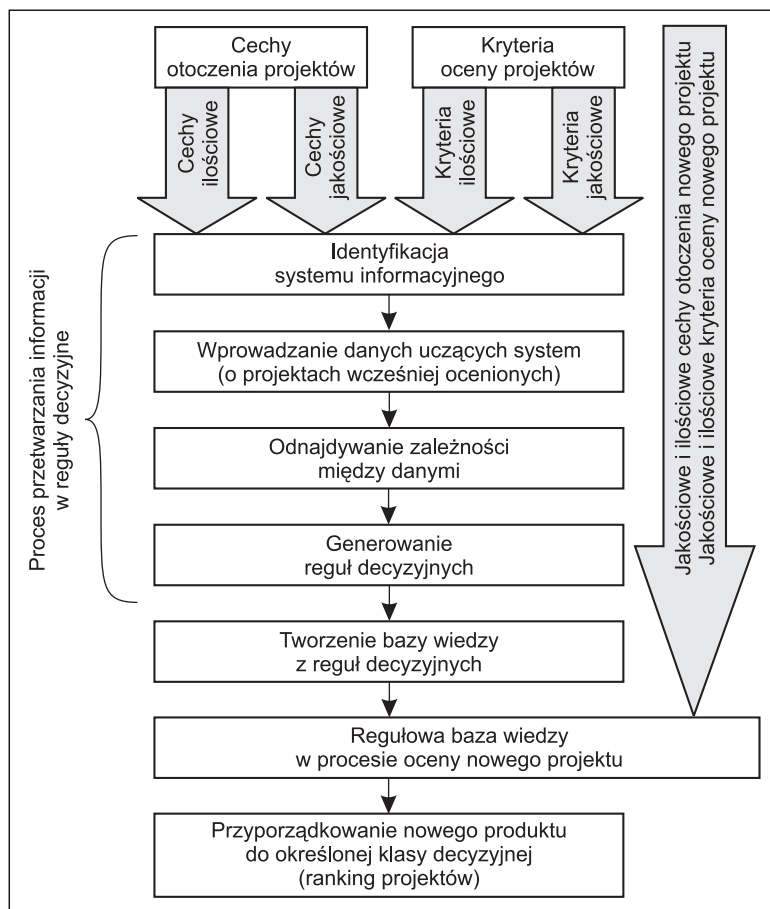 Cechy
otoczenia projektów
Kryteria
oceny projektów
Cechy
ilościowe
Cechy
jakościowe
Kryteria
ilościowe
Kryteria
jakościowe
Jakościowe i ilościowe cechy otoczenia nowego projektu
Jakościowe i ilościowe kryteria oceny nowego projektu
Proces przetwarzania informacji
w reguły decyzyjne
Identyfikacja
systemu informacyjnego
Wprowadzanie danych uczących system
(o projektach wcześniej ocenionych)
Odnajdywanie zależności
między danymi
Generowanie
reguł decyzyjnych
Tworzenie bazy wiedzy
z reguł decyzyjnych
Regułowa baza wiedzy
w procesie oceny nowego projektu
Przyporządkowanie nowego produktu
do określonej klasy decyzyjnej
(ranking projektów)